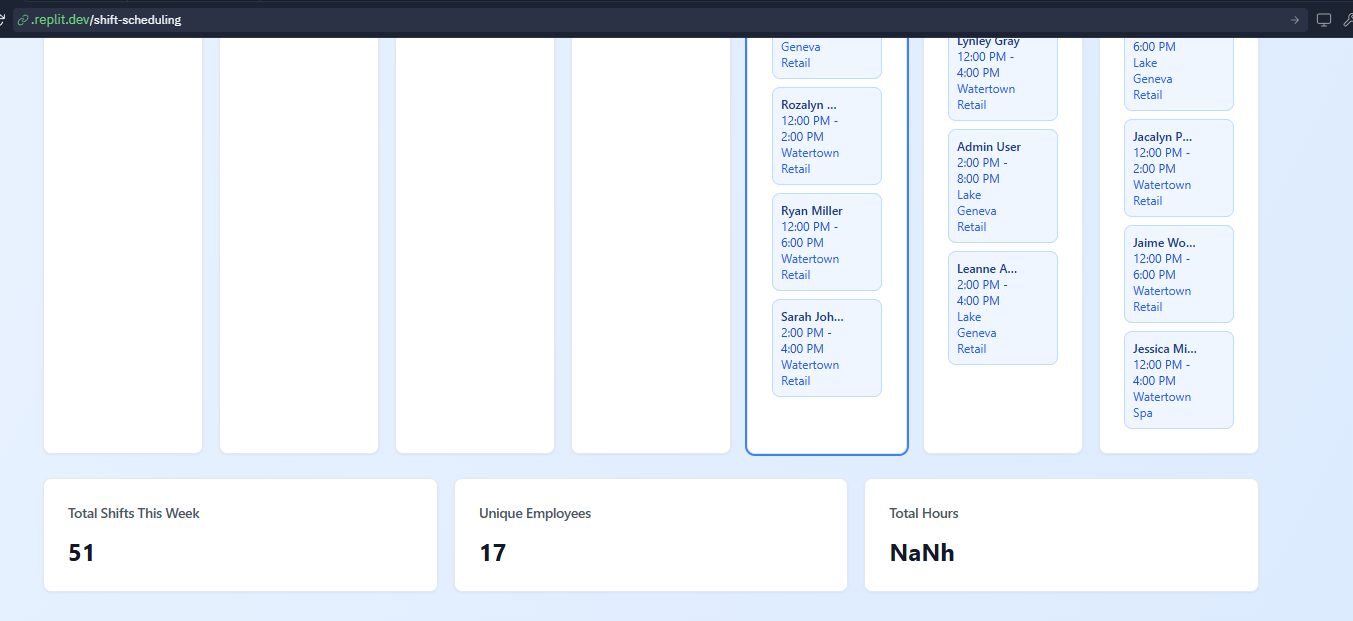 .replit.dev/shift-scheduling
Geneva
Retail
Rozalyn ...
12:00 PM -
2:00 PM
Watertown
Retail
Ryan Miller
12:00 PM -
6:00 PM
Watertown
Retail
Sarah Joh...
2:00 PM -
4:00 PM
Watertown
Retail
Lynley Gray
12:00 PM -
4:00 PM
Watertown
Retail
Admin User
2:00 PM -
8:00 PM
Lake
Geneva
Retail
Leanne A...
2:00 PM -
4:00 PM
Lake
Geneva
Retail
6:00 PM
Lake
Geneva
Retail
Jacalyn P...
12:00 PM -
2:00 PM
Watertown
Retail
Jaime Wo...
12:00 PM -
6:00 PM
Watertown
Retail
Jessica Mi...
12:00 PM -
4:00 PM
Watertown
Spa
Total Shifts This Week
51
Unique Employees
17
Total Hours
NaNh